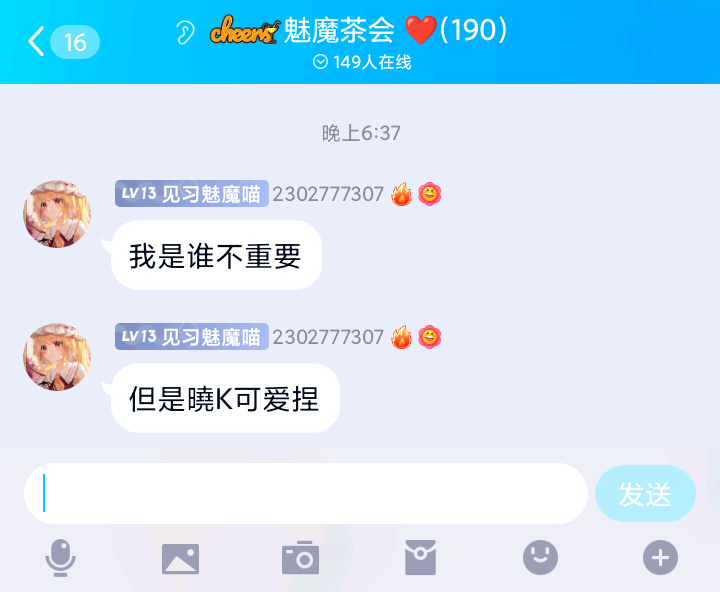 16
cheers 魅魔茶会 ❤️(190)
149人在线
晚上6:37
LV13 见习魅魔喵 2302777307
我是谁不重要
LV13 见习魅魔喵 2302777307
但是曉K可爱捏
发送